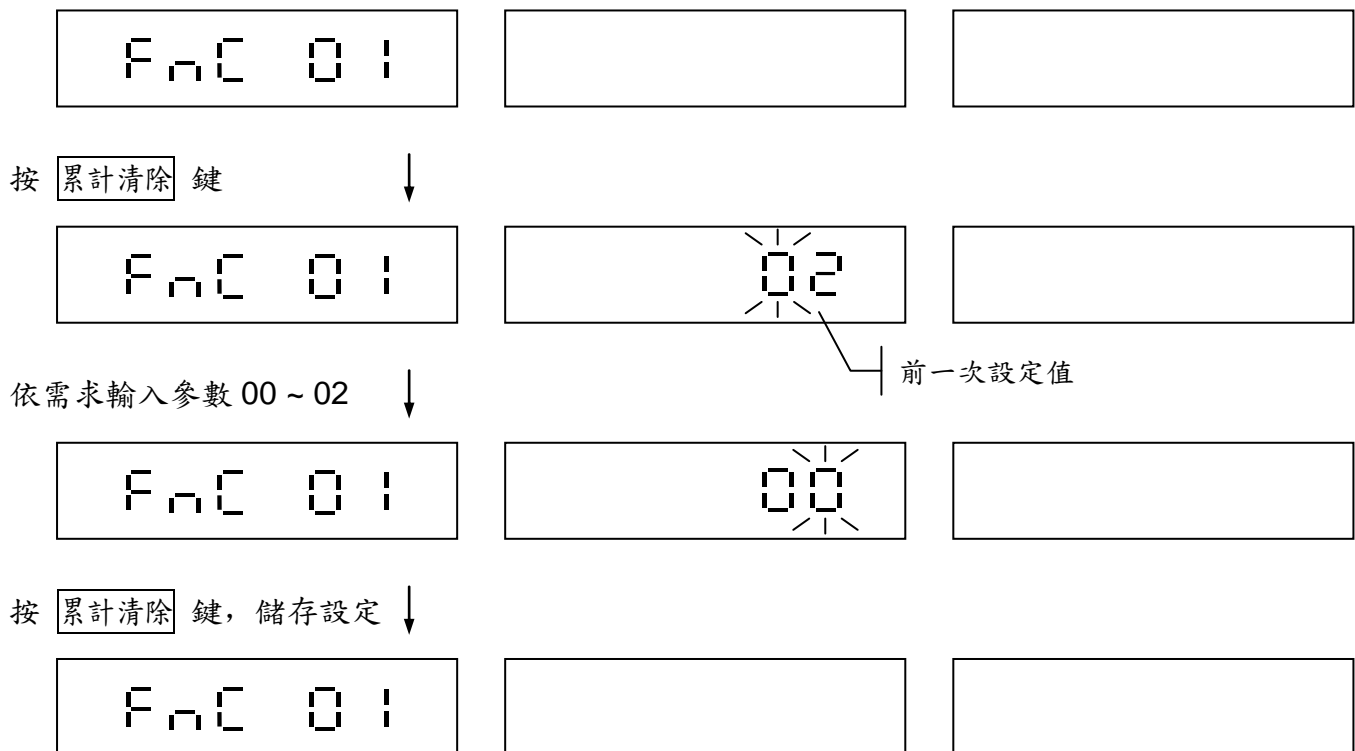 FnC 01
按 累計清除 鍵
FnC 01 02
前一次設定值
依需求輸入參數 00 ~ 02
FnC 01 00
按 累計清除 鍵，儲存設定
FnC 01